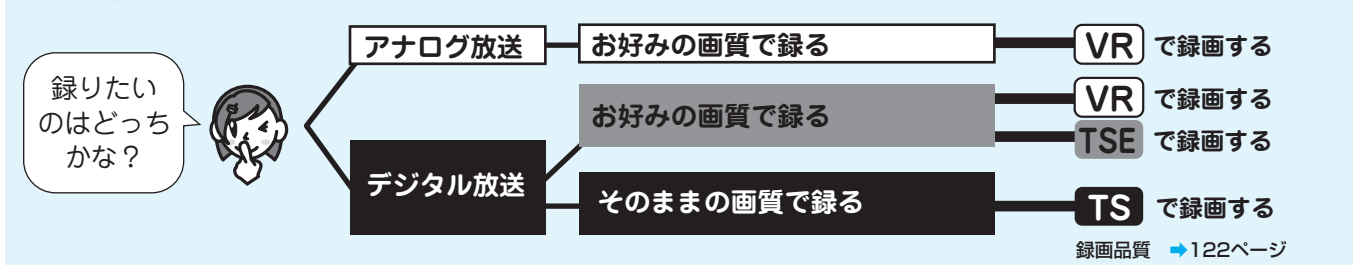 録りたい
のはどっち
かな？
アナログ放送
お好みの画質で録る
VR で録画する
デジタル放送
お好みの画質で録る
VR で録画する
TSE で録画する
そのままの画質で録る
TS で録画する
録画品質 ➡122ページ